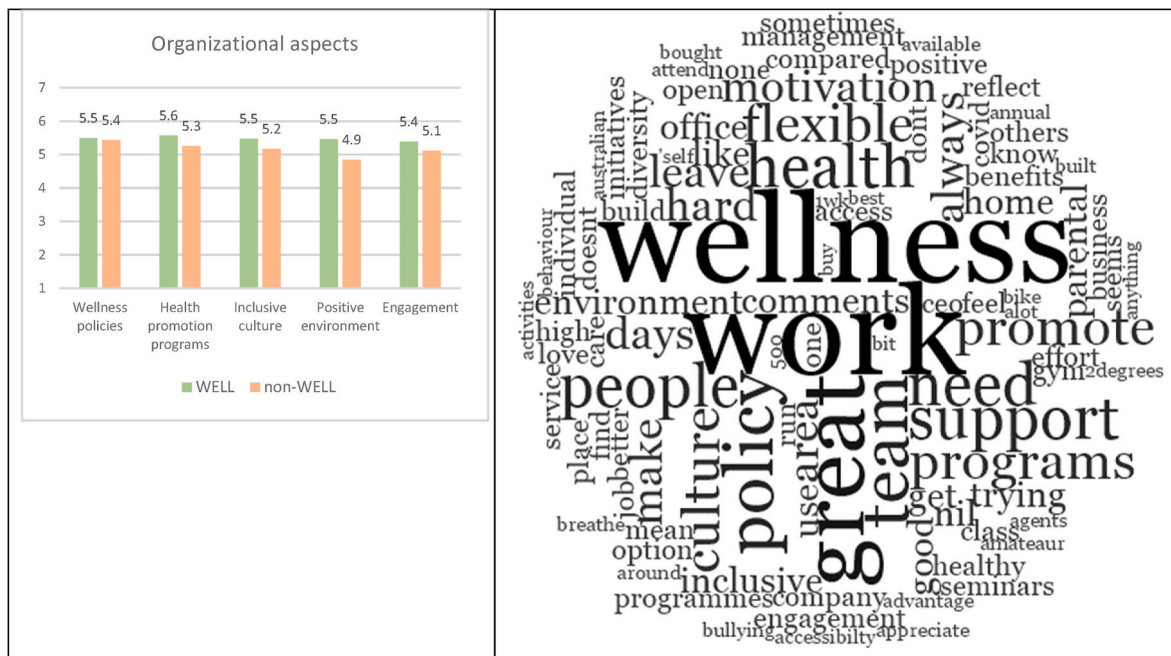 Organizational aspects
7
6
5
4
3
2
1
5.5 5.4
5.6 5.3
5.5 5.2
5.5 4.9
5.4 5.1
Wellness policies
Health promotion programs
Inclusive culture
Positive environment
Engagement
WELL
non-WELL
sometimes
management
available
bought
compared
positive
attend
none
open
motivation
reflect
annual
initiatives
diversity
office
flexible
dont
always
covid
others
australian
'self
like
health
know
built
leave
benefits
individual
build
hard
1wk
best
access
home
parental
business
seems
anything
behaviour
doesnt
wellness
buy
activities
environment
comments
ceo
feel
bike
alot
high
care
days
work
500
one
bit
promote
love
effort
gym
2degrees
service
people
policy
great
team
need
support
place
find
better
job
make
culture
run
use
area
programs
get
trying
nil
breathe
mean
class
agents
amateaur
option
good
healthy
around
inclusive
seminars
programmes
company
advantage
engagement
bullying
accessibilty
appreciate